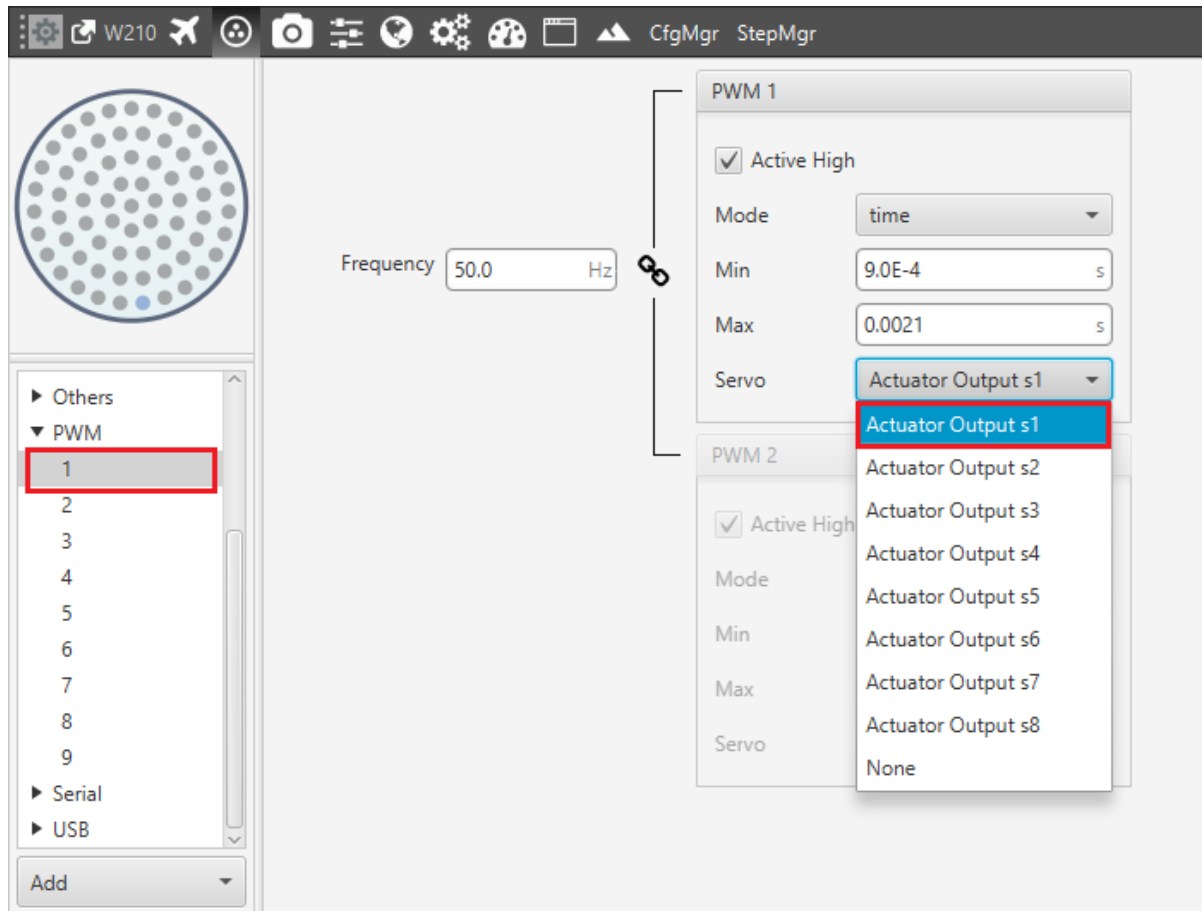 W210 CfgMgr StepMgr
Others
PWM
1
2
3
4
5
6
7
8
9
Serial
USB
Add
Frequency 50.0 Hz
PWM 1
Active High
Mode time
Min 9.0E-4 s
Max 0.0021 s
Servo Actuator Output s1
Actuator Output s1
Actuator Output s2
Actuator Output s3
Actuator Output s4
Actuator Output s5
Actuator Output s6
Actuator Output s7
Actuator Output s8
None
PWM 2
Active High
Mode
Min
Max
Servo